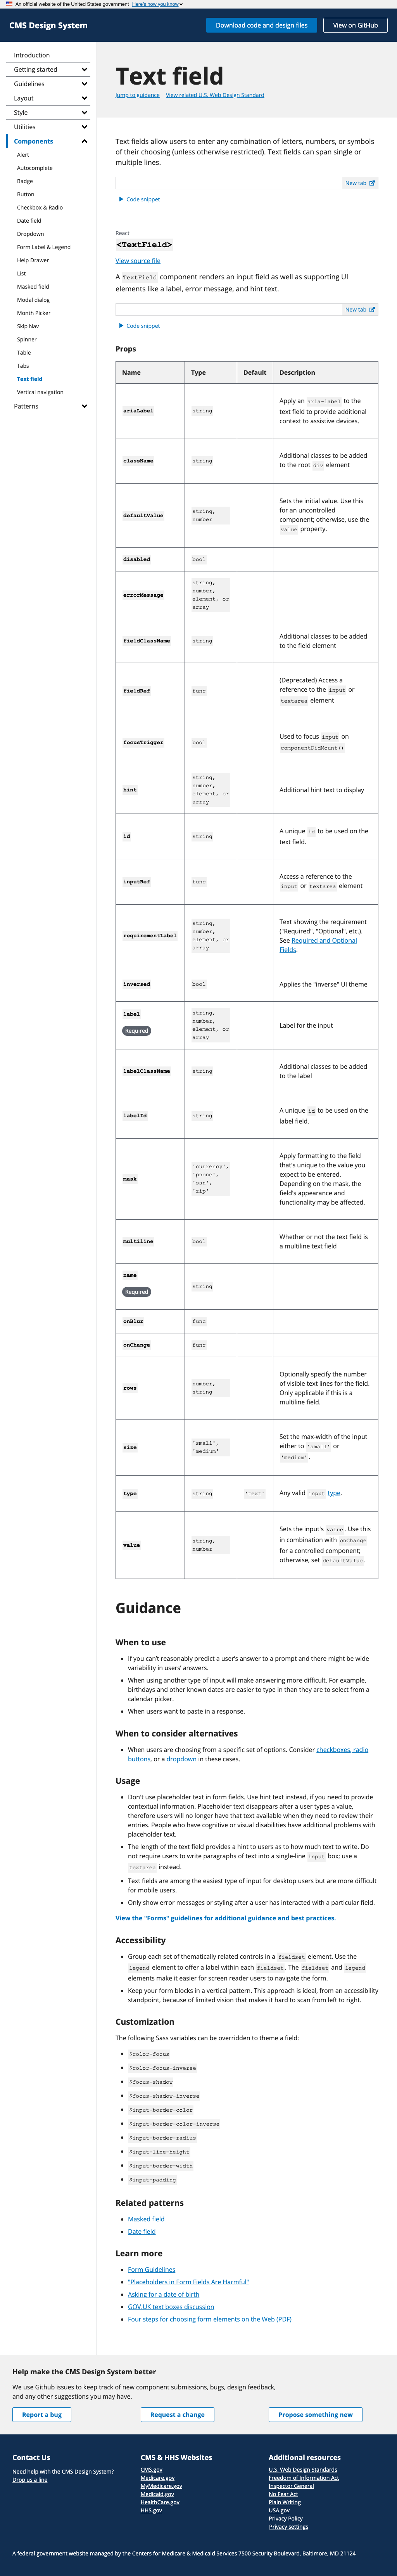 An official website of the United States government Here's how you know
CMS Design System
Download code and design files
View on GitHub
Introduction
Getting started
Guidelines
Layout
Style
Utilities
Components
Alert
Autocomplete
Badge
Button
Checkbox & Radio
Date field
Dropdown
Form Label & Legend
Help Drawer
List
Masked field
Modal dialog
Month Picker
Skip Nav
Spinner
Table
Tabs
Text field
Vertical navigation
Patterns
Text field
Jump to guidance
View related U.S. Web Design Standard
Text fields allow users to enter any combination of letters, numbers, or symbols
of their choosing (unless otherwise restricted). Text fields can span single or
multiple lines.
New tab
Code snippet
React
<TextField>
View source file
A TextField component renders an input field as well as supporting UI
elements like a label, error message, and hint text.
New tab
Code snippet
Props
Name Type Default Description
ariaLabel string Apply an aria-label to the
text field to provide additional
context to assistive devices.
className string Additional classes to be added
to the root div element
defaultValue string,
number
Sets the initial value. Use this
for an uncontrolled
component; otherwise, use the
value property.
disabled bool
errorMessage string,
number,
element, or
array
fieldClassName string Additional classes to be added
to the field element
fieldRef func (Deprecated) Access a
reference to the input or
textarea element
focusTrigger bool Used to focus input on
componentDidMount()
hint string,
number,
element, or
array
Additional hint text to display
id string A unique id to be used on the
text field.
inputRef func Access a reference to the
input or textarea element
requirementLabel string,
number,
element, or
array
Text showing the requirement
("Required", "Optional", etc.).
See Required and Optional
Fields.
inversed bool Applies the "inverse" UI theme
label
Required
string,
number,
element, or
array
Label for the input
labelClassName string Additional classes to be added
to the label
labelId string A unique id to be used on the
label field.
mask 'currency',
'phone',
'ssn',
'zip'
Apply formatting to the field
that's unique to the value you
expect to be entered.
Depending on the mask, the
field's appearance and
functionality may be affected.
multiline bool Whether or not the text field is
a multiline text field
name
Required
string
onBlur func
onChange func
rows number,
string
Optionally specify the number
of visible text lines for the field.
Only applicable if this is a
multiline field.
size 'small',
'medium'
Set the max-width of the input
either to 'small' or
'medium'.
type string 'text' Any valid input type.
value string,
number
Sets the input's value. Use this
in combination with onChange
for a controlled component;
otherwise, set defaultValue.
Guidance
When to use
If you can't reasonably predict a user's answer to a prompt and there might be wide
variability in users' answers.
When using another type of input will make answering more difficult. For example,
birthdays and other known dates are easier to type in than they are to select from a
calendar picker.
When users want to paste in a response.
When to consider alternatives
When users are choosing from a specific set of options. Consider checkboxes, radio
buttons, or a dropdown in these cases.
Usage
Don't use placeholder text in form fields. Use hint text instead, if you need to provide
contextual information. Placeholder text disappears after a user types a value,
therefore users will no longer have that text available when they need to review their
entries. People who have cognitive or visual disabilities have additional problems with
placeholder text.
The length of the text field provides a hint to users as to how much text to write. Do
not require users to write paragraphs of text into a single-line input box; use a
textarea instead.
Text fields are among the easiest type of input for desktop users but are more difficult
for mobile users.
Only show error messages or styling after a user has interacted with a particular field.
View the "Forms" guidelines for additional guidance and best practices.
Accessibility
Group each set of thematically related controls in a fieldset element. Use the
legend element to offer a label within each fieldset. The fieldset and legend
elements make it easier for screen reader users to navigate the form.
Keep your form blocks in a vertical pattern. This approach is ideal, from an accessibility
standpoint, because of limited vision that makes it hard to scan from left to right.
Customization
The following Sass variables can be overridden to theme a field:
$color-focus
$color-focus-inverse
$focus-shadow
$focus-shadow-inverse
$input-border-color
$input-border-color-inverse
$input-border-radius
$input-line-height
$input-border-width
$input-padding
Related patterns
Masked field
Date field
Learn more
Form Guidelines
"Placeholders in Form Fields Are Harmful"
Asking for a date of birth
GOV.UK text boxes discussion
Four steps for choosing form elements on the Web (PDF)
Help make the CMS Design System better
We use Github issues to keep track of new component submissions, bugs, design feedback,
and any other suggestions you may have.
Report a bug
Request a change
Propose something new
Contact Us
Need help with the CMS Design System?
Drop us a line
CMS & HHS Websites
CMS.gov
Medicare.gov
MyMedicare.gov
Medicaid.gov
HealthCare.gov
HHS.gov
Additional resources
U.S. Web Design Standards
Freedom of Information Act
Inspector General
No Fear Act
Plain Writing
USA.gov
Privacy Policy
Privacy settings
A federal government website managed by the Centers for Medicare & Medicaid Services 7500 Security Boulevard, Baltimore, MD 21124